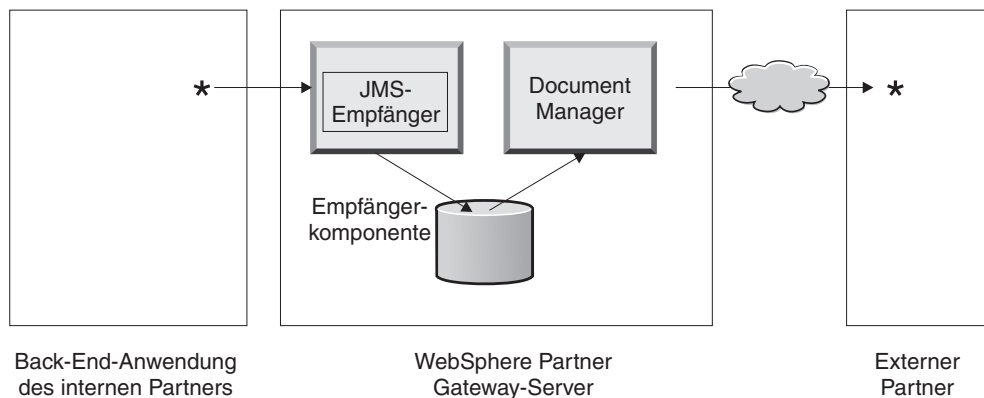 *
JMS-
Empfänger
Document
Manager
*
Empfänger-
komponente
Back-End-Anwendung
des internen Partners
WebSphere Partner
Gateway-Server
Externer
Partner